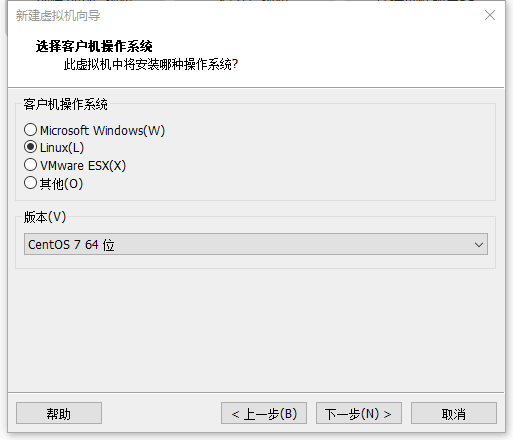 新建虚拟机向导
选择客户机操作系统
此虚拟机中将安装哪种操作系统?
客户机操作系统
Microsoft Windows(W)
Linux(L)
VMware ESX(X)
其他(O)
版本(V)
CentOS 7 64 位
帮助
< 上一步(B)
下一步(N) >
取消